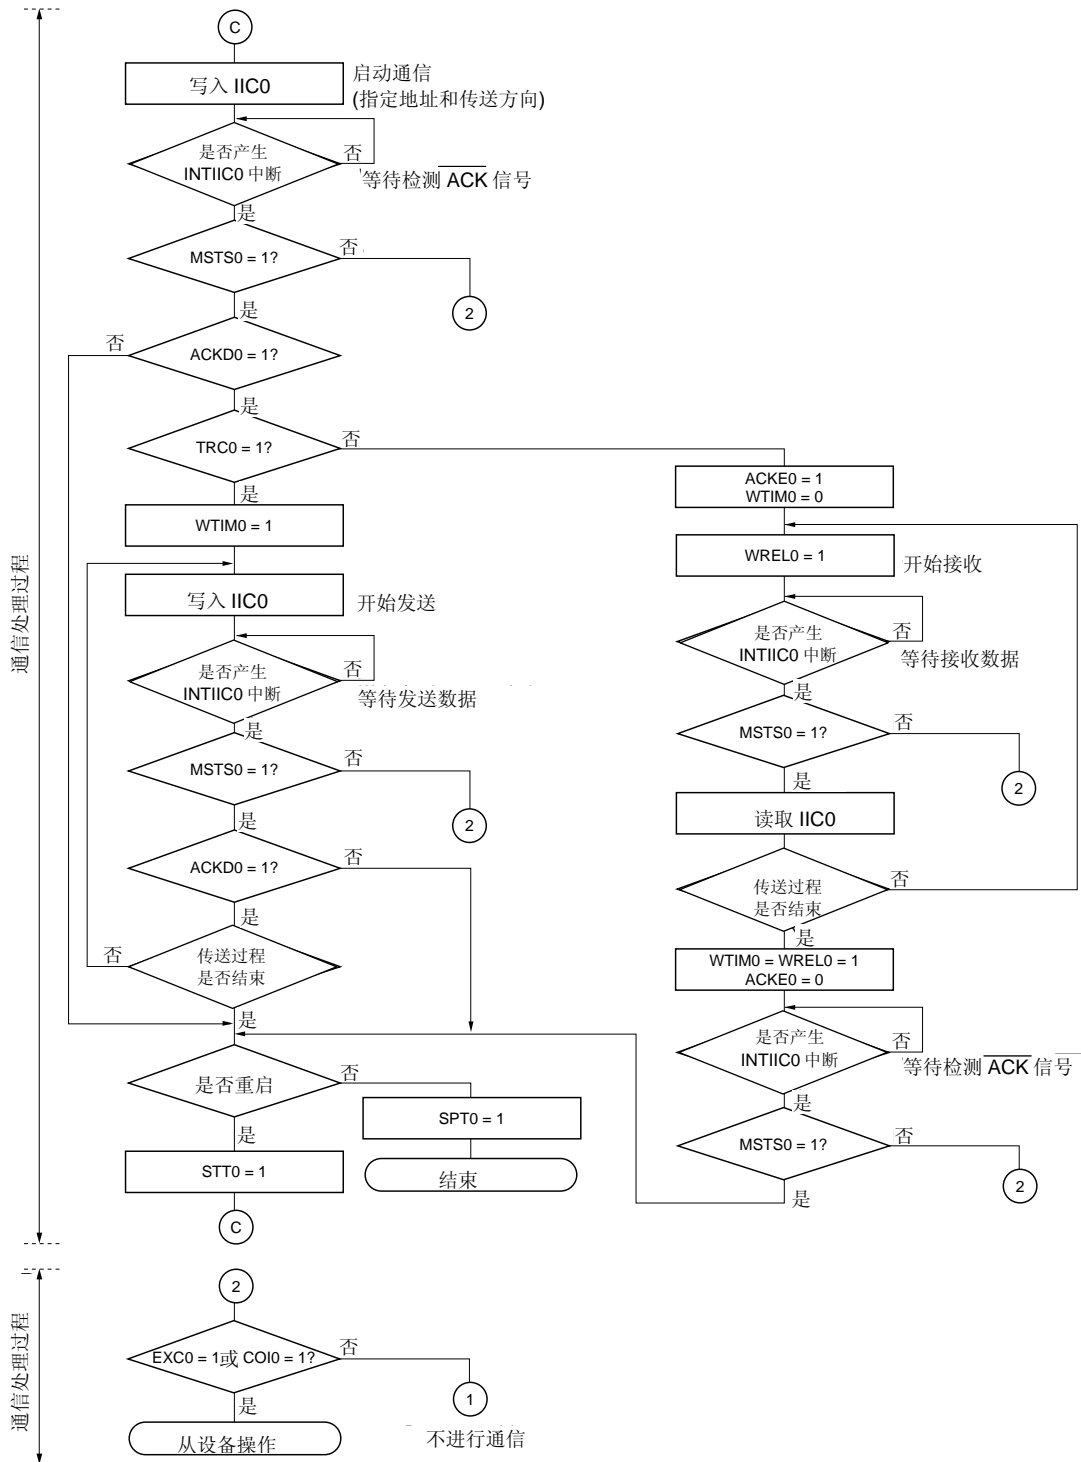 C
写入 IIC0
启动通信
(指定地址和传送方向)
是否产生
INTIIC0 中断
否
等待检测 ACK 信号
是
MSTS0 = 1?
否
2
是
否
ACKD0 = 1?
是
TRC0 = 1?
否
是
WTIM0 = 1
写入 IIC0
开始发送
是否产生
INTIIC0 中断
否
等待发送数据
是
MSTS0 = 1?
否
2
是
ACKD0 = 1?
否
是
否
传送过程
是否结束
是
是否重启
否
是
SPT0 = 1
结束
STT0 = 1
C
ACKE0 = 1
WTIM0 = 0
WREL0 = 1
开始接收
是否产生
INTIIC0 中断
否
等待接收数据
是
MSTS0 = 1?
否
2
是
读取 IIC0
传送过程
是否结束
否
是
WTIM0 = WREL0 = 1
ACKE0 = 0
是否产生
INTIIC0 中断
否
等待检测 ACK 信号
是
MSTS0 = 1?
否
2
是
通信处理过程
2
EXC0 = 1或 COI0 = 1?
否
1
不进行通信
是
从设备操作
通信处理过程